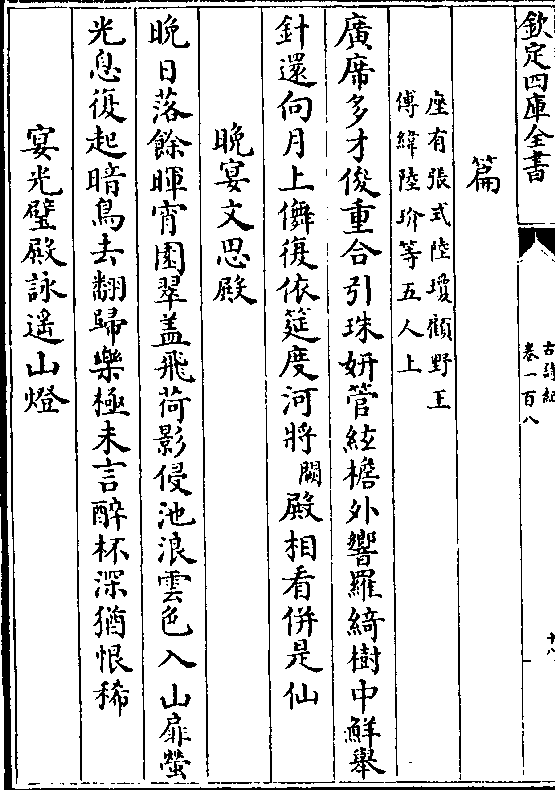 欽定四庫全書
古詩紀
卷一百八
十八
篇
座有張式陸瓊顧野王
傅縡陸玠等五人上
廣席多才俊重合引珠妍管絃檐外響羅綺樹中鮮舉
針還向月上儛復依筵度河將闕殿相看併是仙
晩宴文思殿
晩日落餘暉宵園翠盖飛荷影侵池浪雲色入山扉螢
光息復起暗鳥去翻歸樂極未言醉杯深猶恨稀
宴光璧殿詠遥山燈